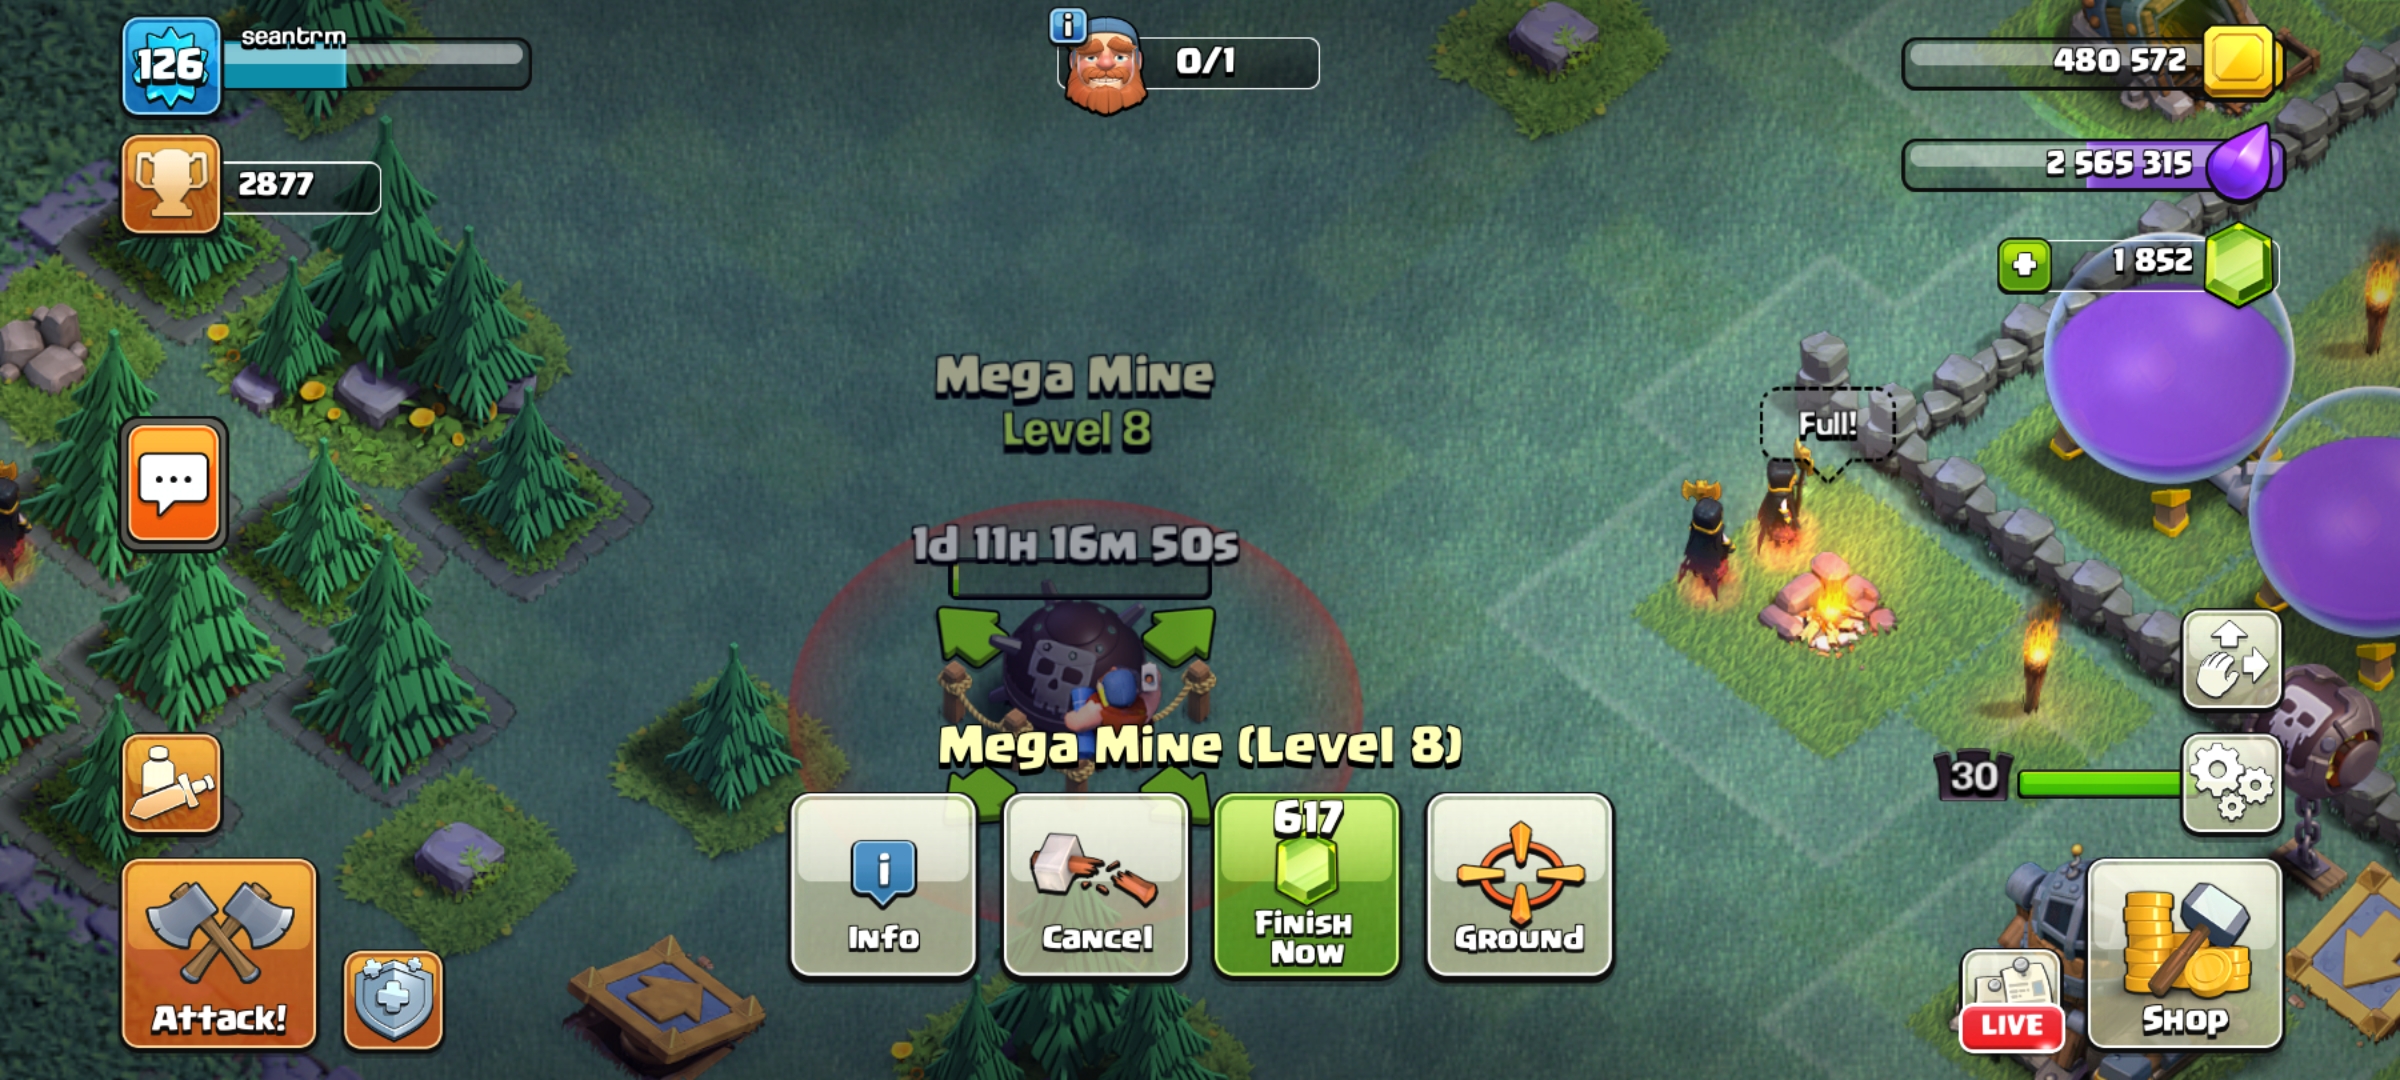 126
seantrm
0/1
480 572
2877
2 565 315
1 852
Mega Mine
Level 8
Full!
1d 11H 16M 50s
Mega Mine (Level 8)
30
617
Info
Cancel
Finish
Now
Ground
Attack!
LIVE
Shop